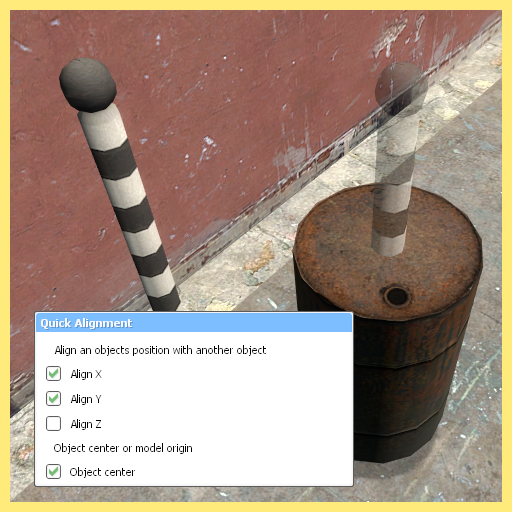 Quick Alignment
Align an objects position with another object
Align X
Align Y
Align Z
Object center or model origin
Object center